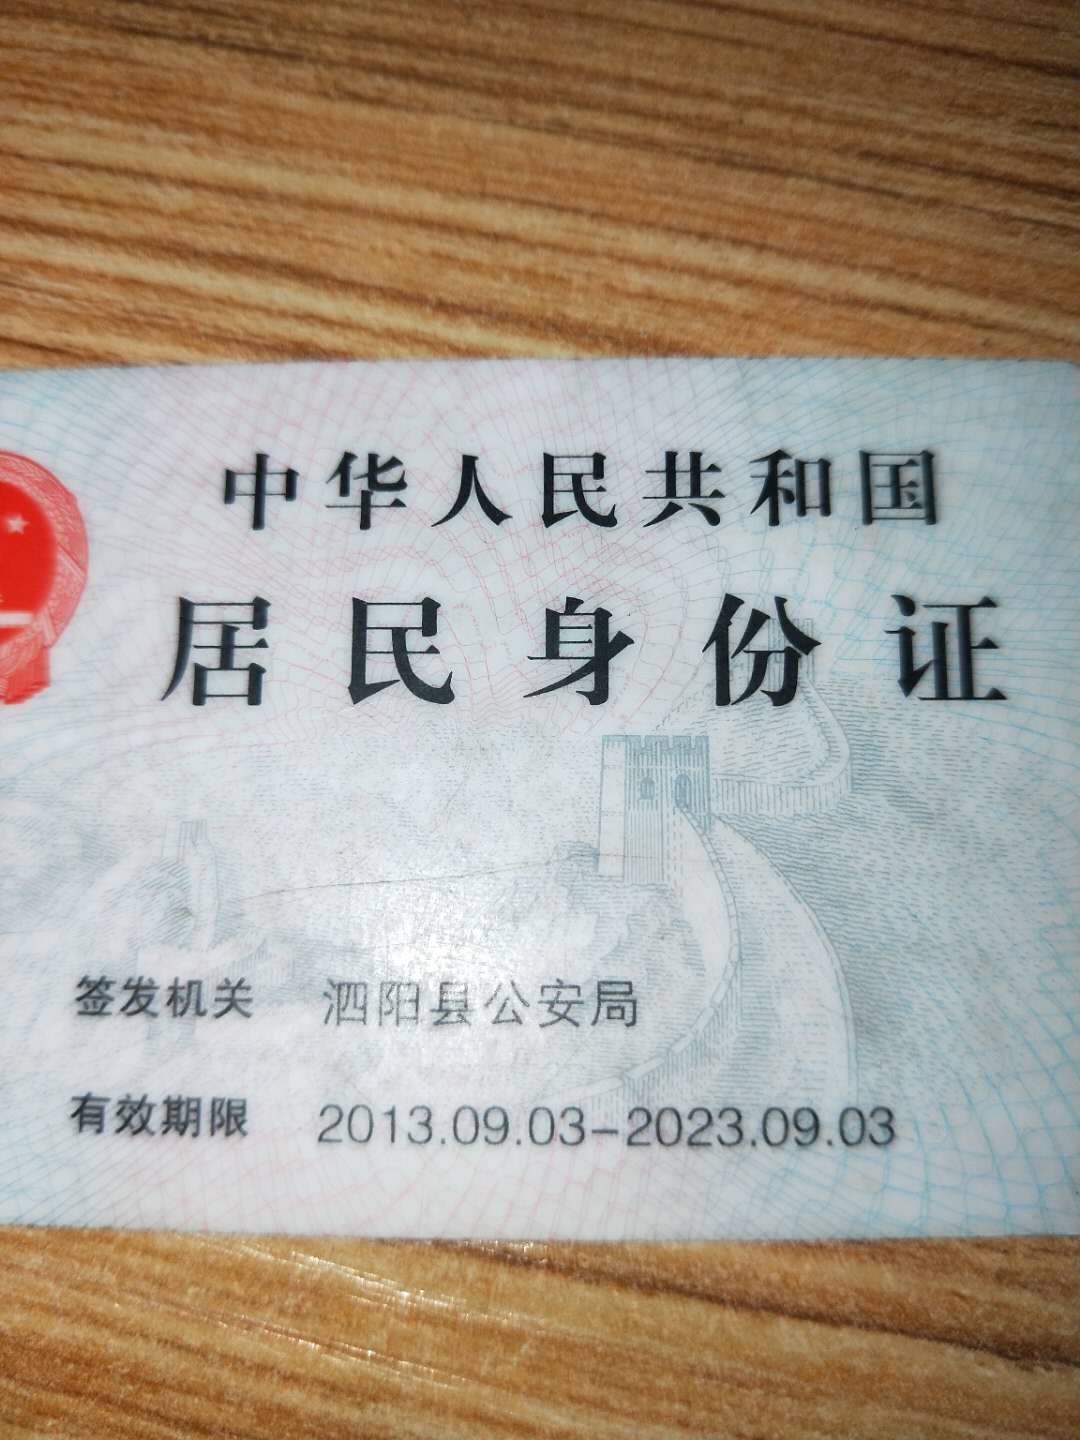 中华人民共和国
居民身份证
签发机关 泗阳县公安局
有效期限 2013.09.03-2023.09.03